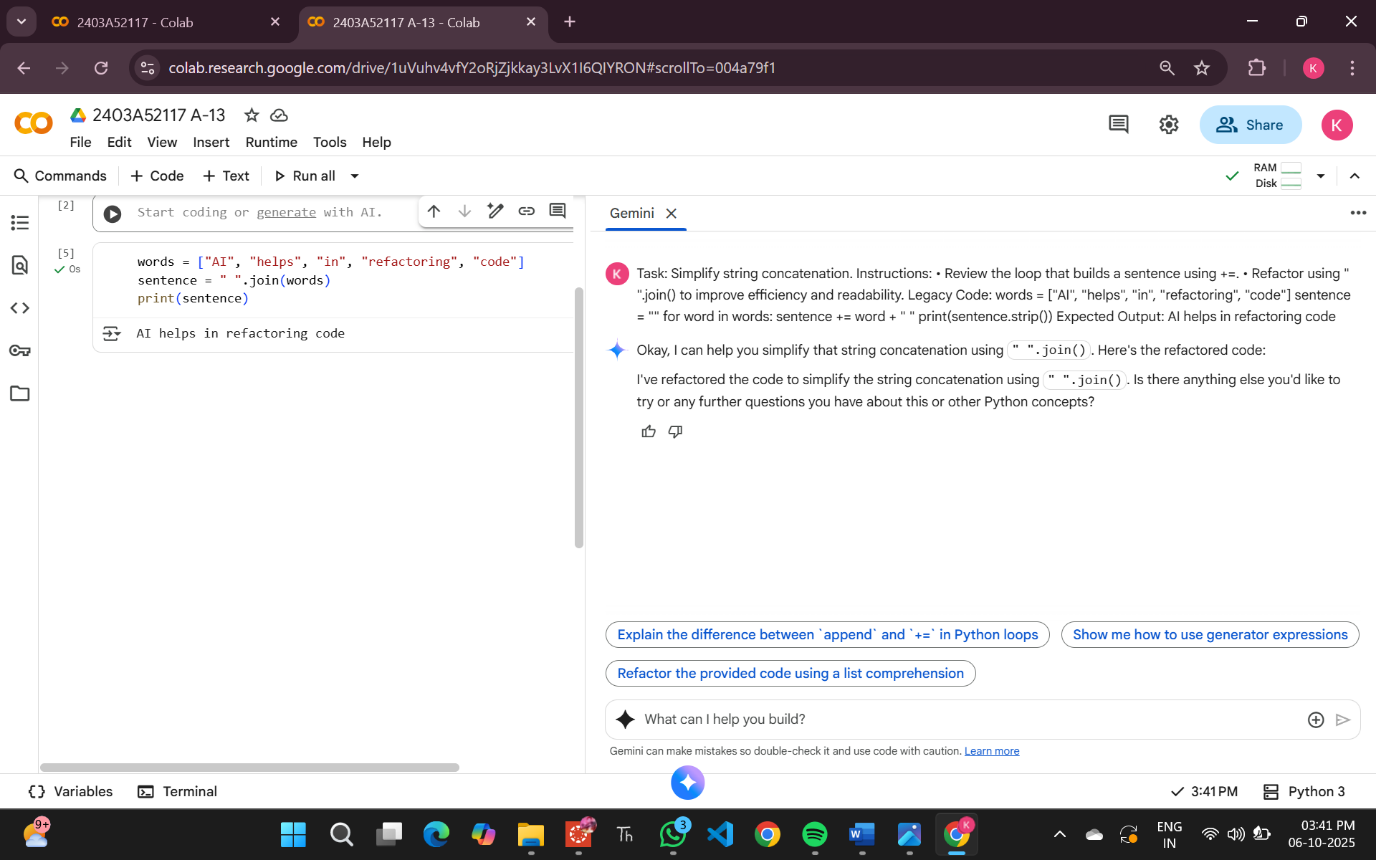 2403A52117 - Colab
2403A52117 A-13 - Colab
colab.research.google.com/drive/1uVuhv4vfY2oRjZjkkay3LvX1I6QIYRON#scrollTo=004a79f1
K
2403A52117 A-13
File Edit View Insert Runtime Tools Help
Share
K
Commands + Code + Text Run all
RAM
Disk
[2]
Start coding or generate with AI.
[5]
0s
words = ["AI", "helps", "in", "refactoring", "code"]
sentence = " ".join(words)
print(sentence)
AI helps in refactoring code
Gemini
K
Task: Simplify string concatenation. Instructions: • Review the loop that builds a sentence using +=. • Refactor using "
".join() to improve efficiency and readability. Legacy Code: words = ["AI", "helps", "in", "refactoring", "code"] sentence
= "" for word in words: sentence += word + " " print(sentence.strip()) Expected Output: AI helps in refactoring code
Okay, I can help you simplify that string concatenation using " ".join(). Here's the refactored code:
I've refactored the code to simplify the string concatenation using " ".join(). Is there anything else you'd like to
try or any further questions you have about this or other Python concepts?
Explain the difference between `append` and `+=` in Python loops
Show me how to use generator expressions
Refactor the provided code using a list comprehension
What can I help you build?
Gemini can make mistakes so double-check it and use code with caution. Learn more
Variables
Terminal
3:41 PM
Python 3
9+
Th
3
K
ENG
IN
03:41 PM
06-10-2025